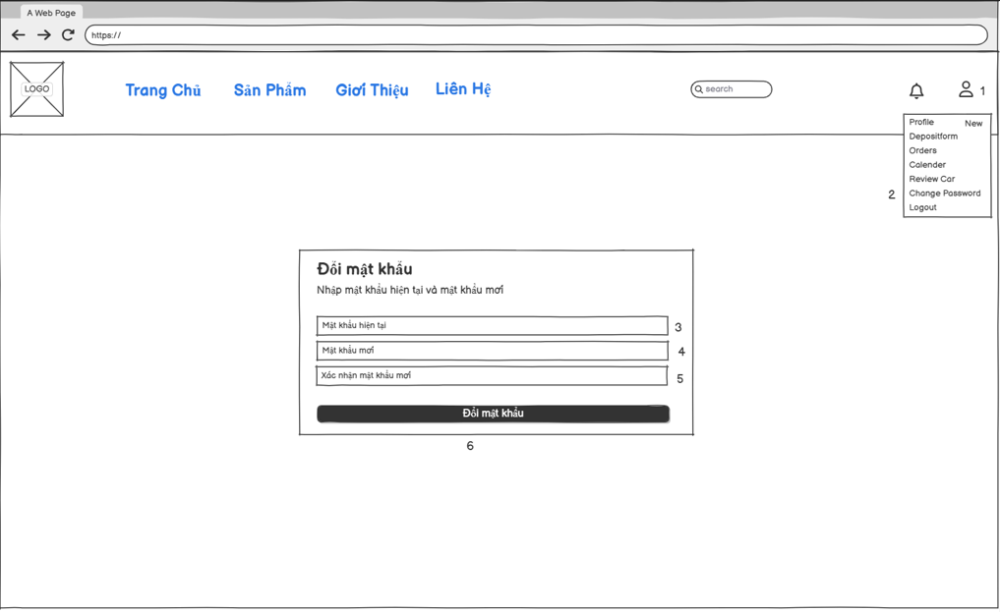 A Web Page
https://
LOGO
Trang Chủ
Sản Phẩm
Giới Thiệu
Liên Hệ
search
1
Profile
New
Depositform
Orders
Calender
Review Car
2
Change Password
Logout
Đổi mật khẩu
Nhập mật khẩu hiện tại và mật khẩu mới
Mật khẩu hiện tại
3
Mật khẩu mới
4
Xác nhận mật khẩu mới
5
Đổi mật khẩu
6